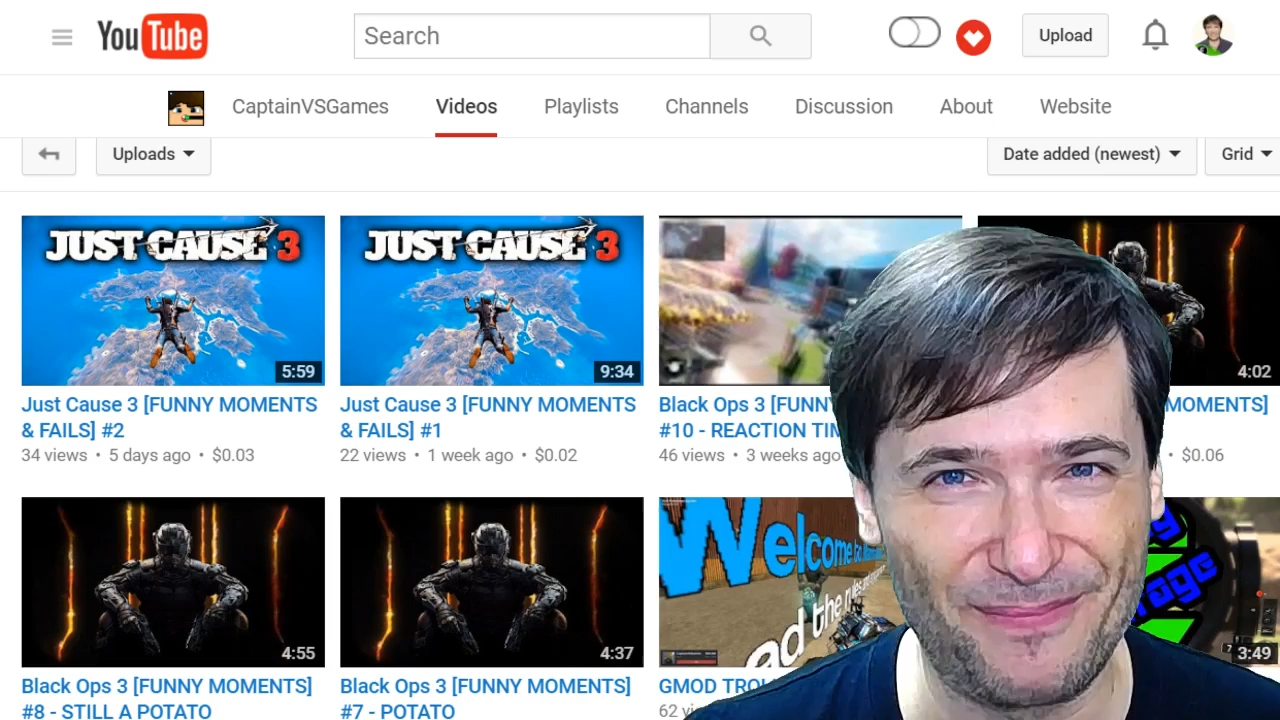 YouTube
Search
Upload
CaptainVSGames
Videos
Playlists
Channels
Discussion
About
Website
Uploads
Date added (newest)
Grid
JUST CAUSE 3
5:59
JUST CAUSE 3
9:34
4:02
Just Cause 3 [FUNNY MOMENTS
& FAILS] #2
34 views • 5 days ago • $0.03
Just Cause 3 [FUNNY MOMENTS
& FAILS] #1
22 views • 1 week ago • $0.02
Black Ops 3 [FUNN
#10 - REACTION TIM
46 views • 3 weeks ago
MOMENTS]
• $0.06
4:55
4:37
Welcome
the rules
3:49
Black Ops 3 [FUNNY MOMENTS]
#8 - STILL A POTATO
Black Ops 3 [FUNNY MOMENTS]
#7 - POTATO
GMOD TRO
62